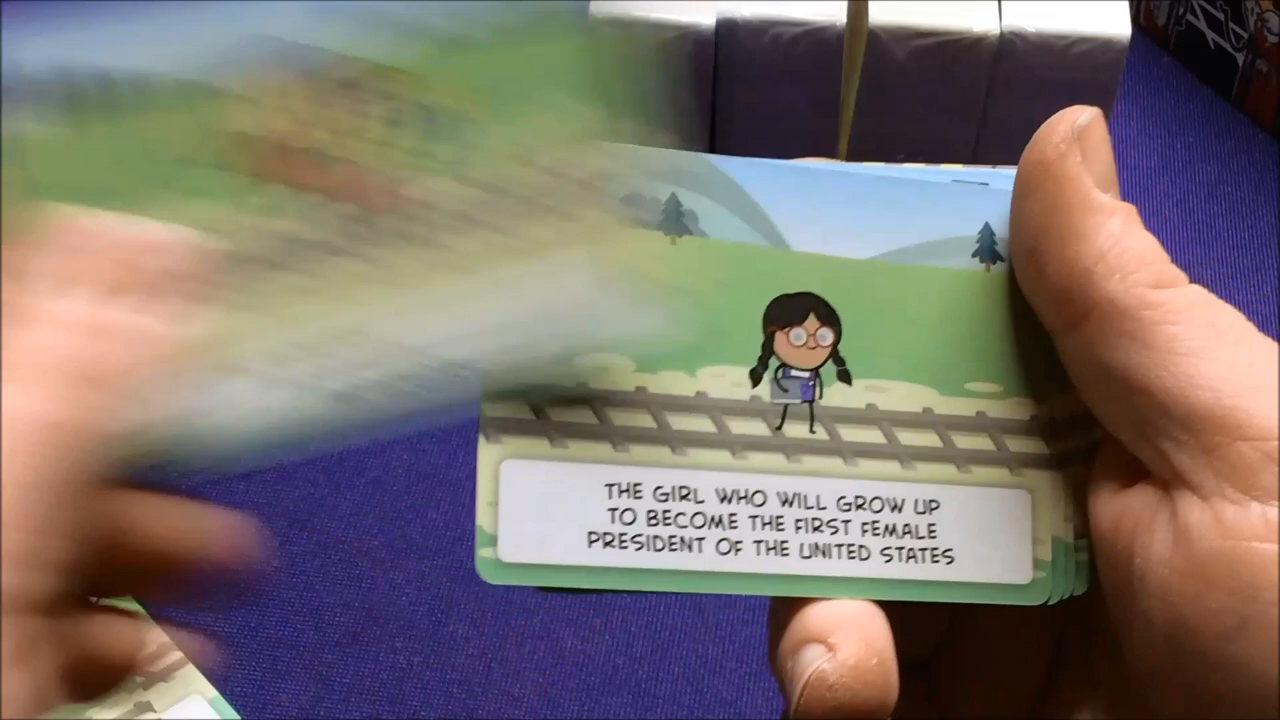 THE GIRL WHO WILL GROW UP
TO BECOME THE FIRST FEMALE
PRESIDENT OF THE UNITED STATES